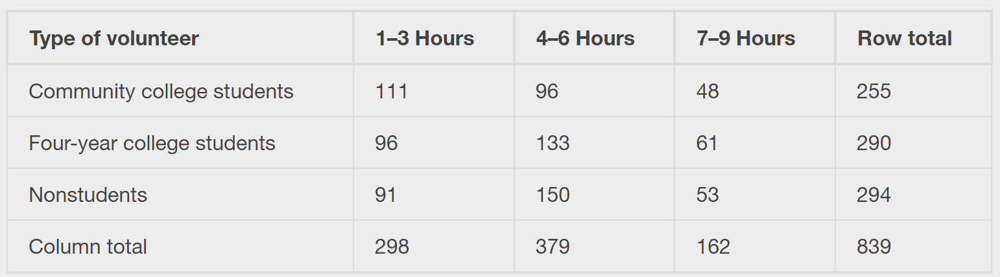 Type of volunteer 1–3 Hours 4–6 Hours 7–9 Hours Row total
Community college students 111 96 48 255
Four-year college students 96 133 61 290
Nonstudents 91 150 53 294
Column total 298 379 162 839